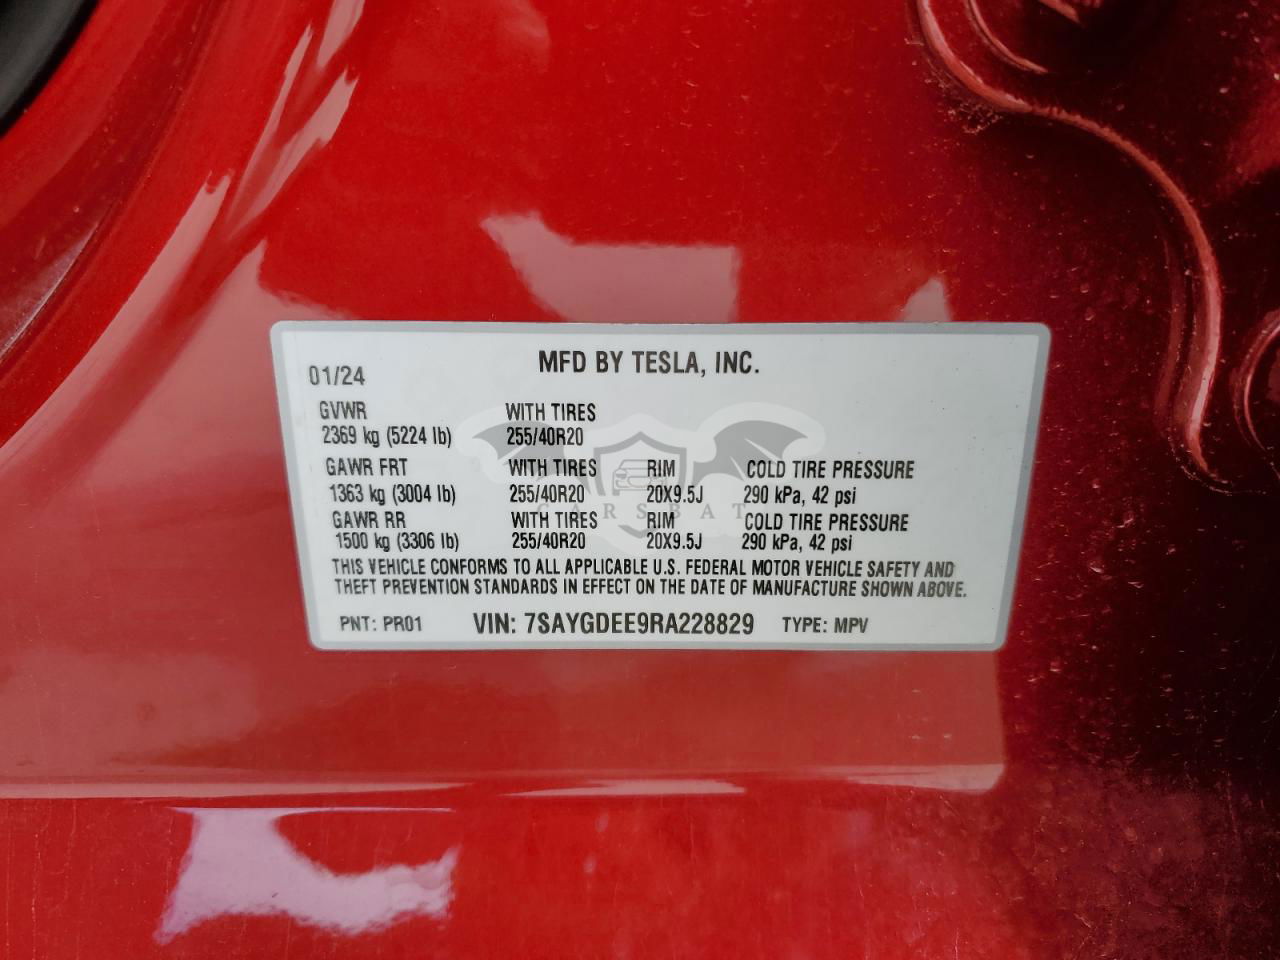 MFD BY TESLA, INC.
01/24
GVWR WITH TIRES
2369 kg (5224 lb) 255/40R20
GAWR FRT WITH TIRES RIM COLD TIRE PRESSURE
1363 kg (3004 lb) 255/40R20 20X9.5J 290 kPa, 42 psi
CARSBAT
GAWR RR WITH TIRES RIM COLD TIRE PRESSURE
1500 kg (3306 lb) 255/40R20 20X9.5J 290 kPa, 42 psi
THIS VEHICLE CONFORMS TO ALL APPLICABLE U.S. FEDERAL MOTOR VEHICLE SAFETY AND
THEFT PREVENTION STANDARDS IN EFFECT ON THE DATE OF MANUFACTURE SHOWN ABOVE.
PNT: PR01 VIN: 7SAYGDEE9RA228829 TYPE: MPV